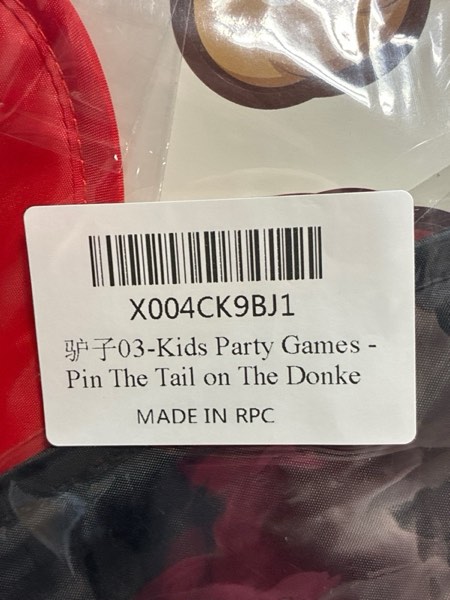 X004CK9BJ1
驴子03-Kids Party Games -
Pin The Tail on The Donke
MADE IN RPC